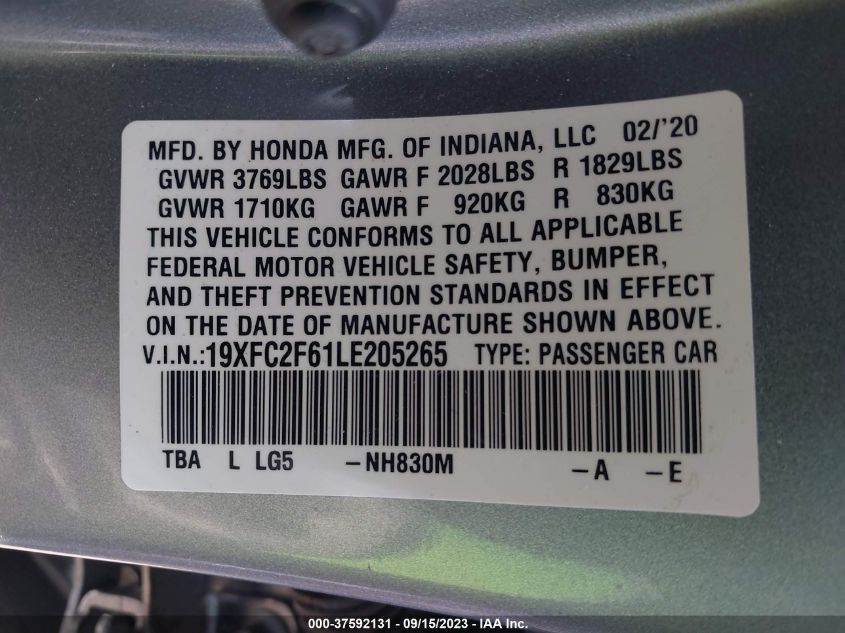 MFD. BY HONDA MFG. OF INDIANA, LLC 02/'20
GVWR 3769LBS GAWR F 2028LBS R 1829LBS
GVWR 1710KG GAWR F 920KG R 830KG
THIS VEHICLE CONFORMS TO ALL APPLICABLE
FEDERAL MOTOR VEHICLE SAFETY, BUMPER,
AND THEFT PREVENTION STANDARDS IN EFFECT
ON THE DATE OF MANUFACTURE SHOWN ABOVE.
V.I.N.:19XFC2F61LE205265 TYPE: PASSENGER CAR
TBA L LG5 -NH830M -A -E
000-37592131 - 09/15/2023 - IAA Inc.